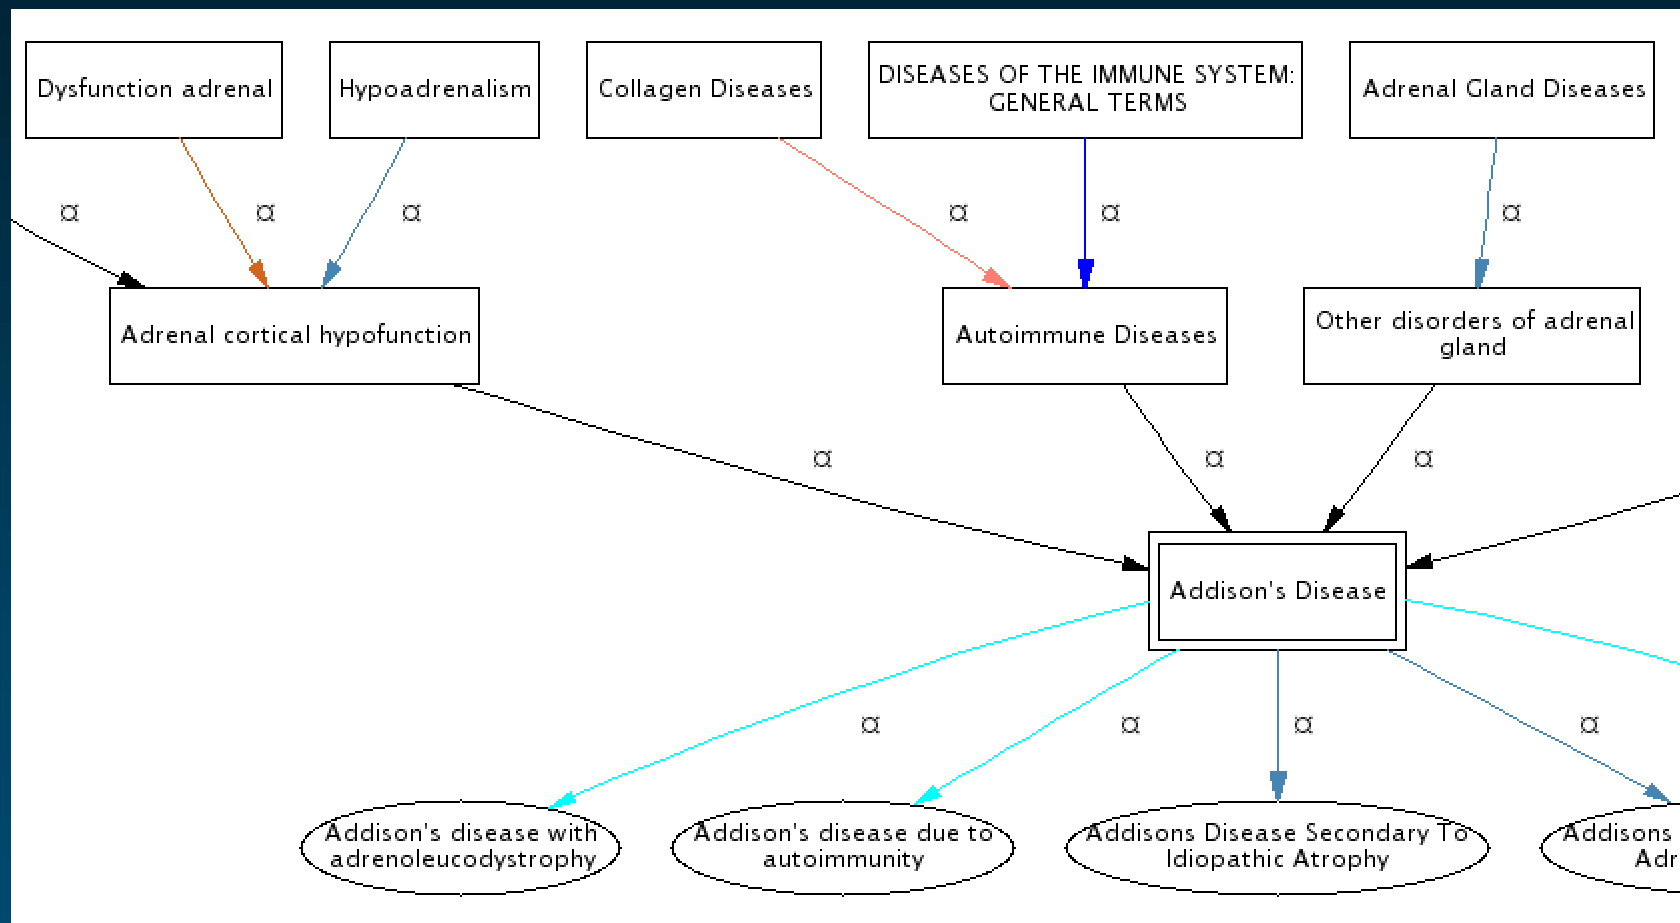 Dysfunction adrenal
Hypoadrenalism
Collagen Diseases
DISEASES OF THE IMMUNE SYSTEM:
GENERAL TERMS
Adrenal Gland Diseases
¤
¤
¤
¤
¤
¤
Adrenal cortical hypofunction
Autoimmune Diseases
Other disorders of adrenal
gland
¤
¤
¤
Addison's Disease
¤
¤
¤
¤
Addison's disease with
adrenoleucodystrophy
Addison's disease due to
autoimmunity
Addisons Disease Secondary To
Idiopathic Atrophy
Addisons
Adr